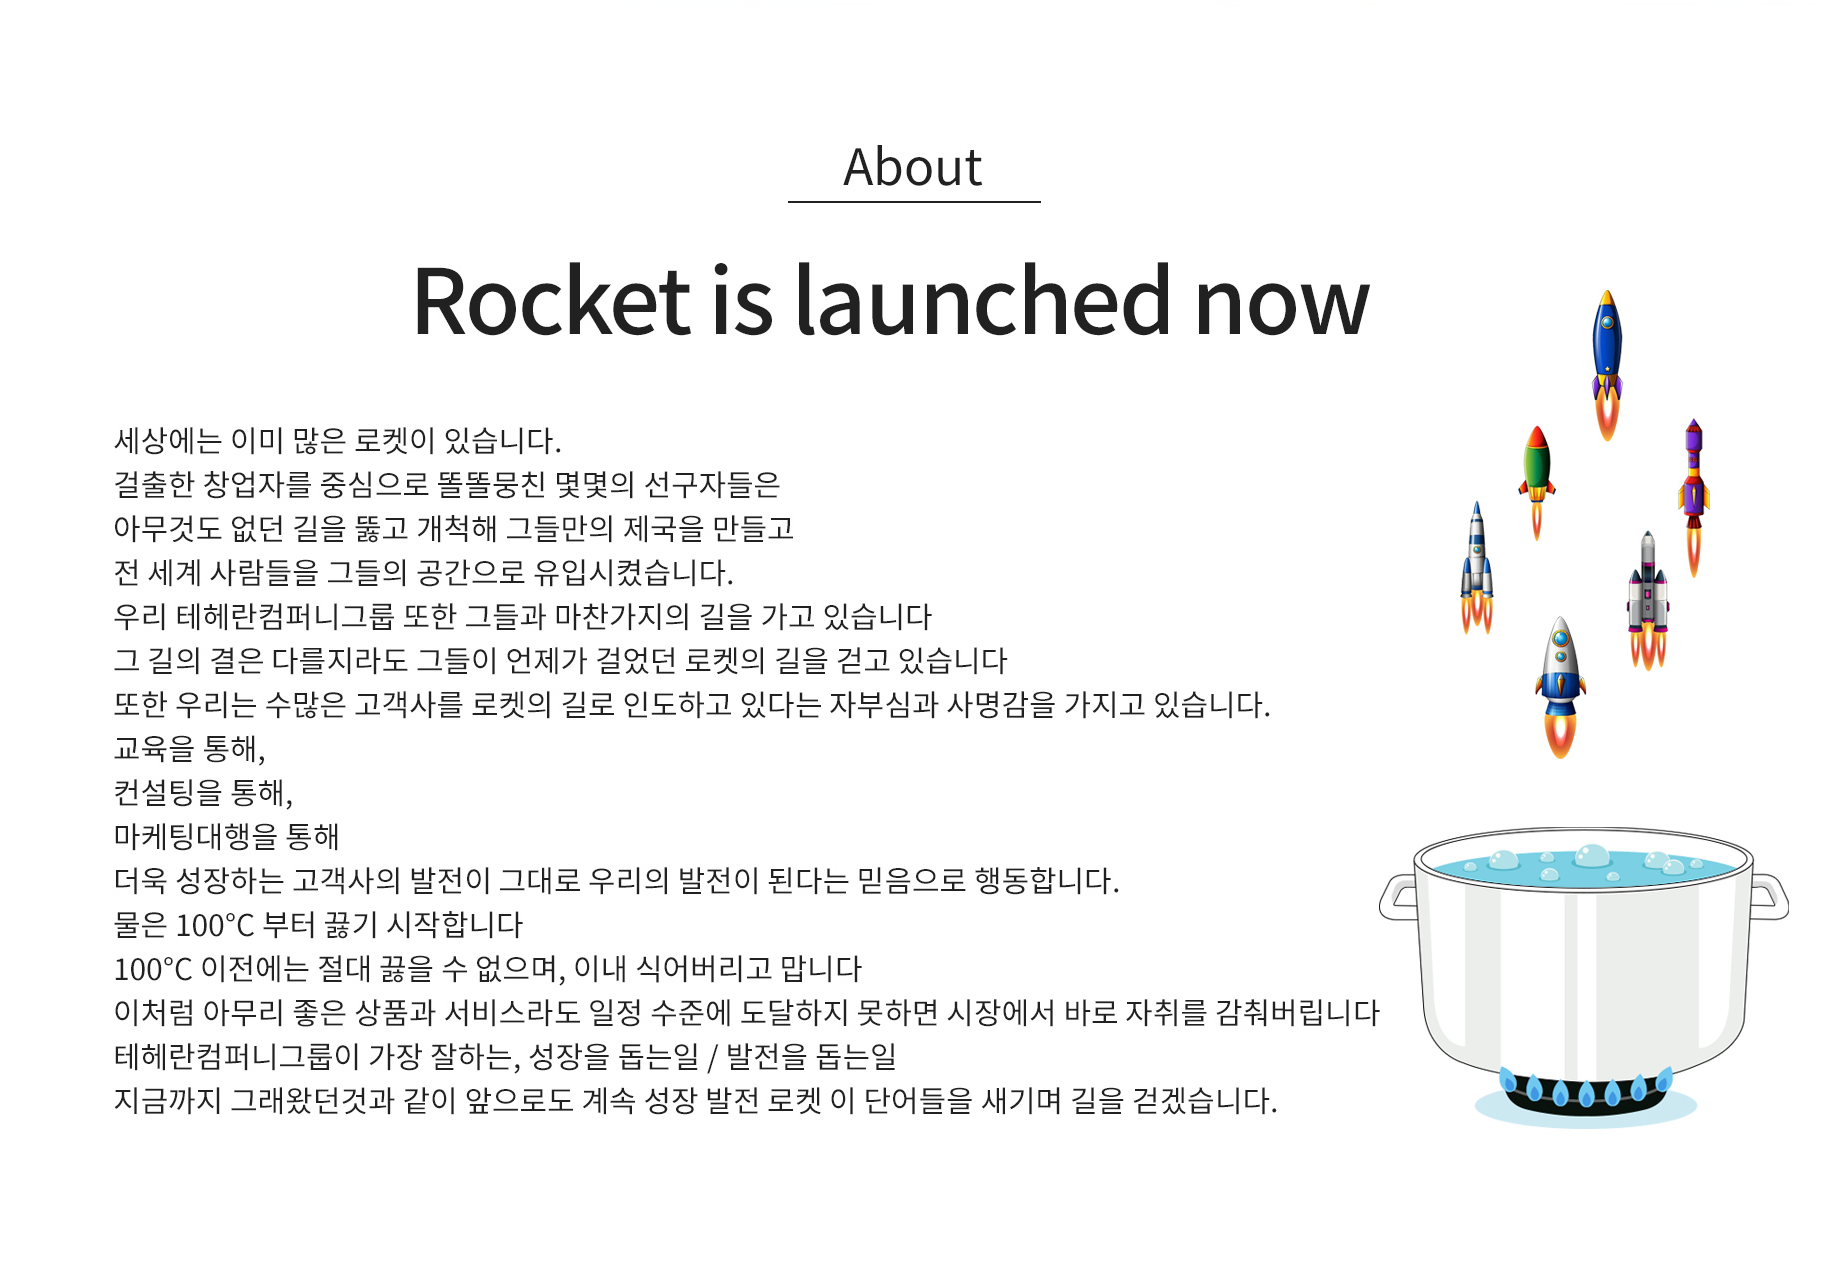 About
Rocket is launched now
세상에는 이미 많은 로켓이 있습니다.
걸출한 창업자를 중심으로 똘똘뭉친 몇몇의 선구자들은
아무것도 없던 길을 뚫고 개척해 그들만의 제국을 만들고
전 세계 사람들을 그들의 공간으로 유입시켰습니다.
우리 테헤란컴퍼니그룹 또한 그들과 마찬가지의 길을 가고 있습니다
그 길의 결은 다를지라도 그들이 언제가 걸었던 로켓의 길을 걷고 있습니다
또한 우리는 수많은 고객사를 로켓의 길로 인도하고 있다는 자부심과 사명감을 가지고 있습니다.
교육을 통해,
컨설팅을 통해,
마케팅대행을 통해
더욱 성장하는 고객사의 발전이 그대로 우리의 발전이 된다는 믿음으로 행동합니다.
물은 100℃ 부터 끓기 시작합니다
100℃ 이전에는 절대 끓을 수 없으며, 이내 식어버리고 맙니다
이처럼 아무리 좋은 상품과 서비스라도 일정 수준에 도달하지 못하면 시장에서 바로 자취를 감춰버립니다
테헤란컴퍼니그룹이 가장 잘하는, 성장을 돕는일 / 발전을 돕는일
지금까지 그래왔던것과 같이 앞으로도 계속 성장 발전 로켓 이 단어들을 새기며 길을 걷겠습니다.